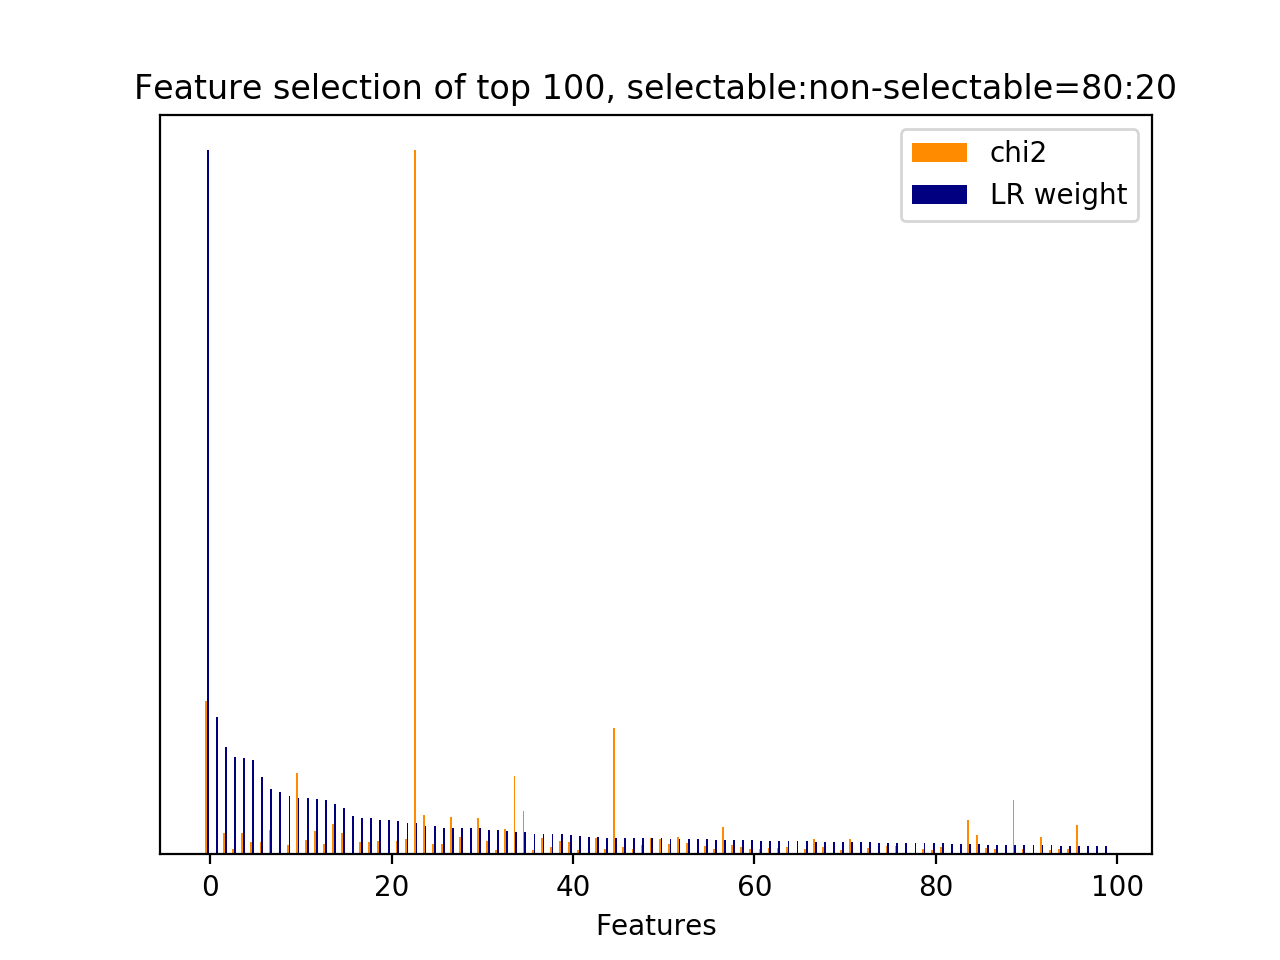 Feature selection of top 100, selectable:non-selectable=80:20
chi2
LR weight
0 20 40 60 80 100
Features